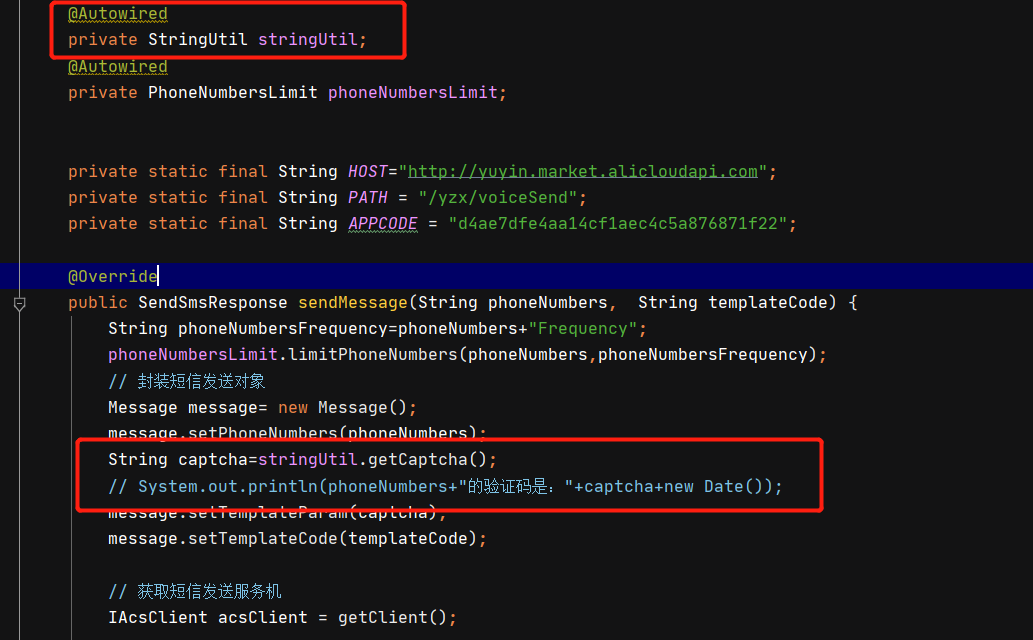 @Autowired
private StringUtil stringUtil;
@Autowired
private PhoneNumbersLimit phoneNumbersLimit;
private static final String HOST="http://yuyin.market.alicloudapi.com";
private static final String PATH = "/yzx/voiceSend";
private static final String APPCODE = "d4ae7dfe4aa14cf1aec4c5a876871f22";
@Override
public SendSmsResponse sendMessage(String phoneNumbers,  String templateCode) {
String phoneNumbersFrequency=phoneNumbers+"Frequency";
phoneNumbersLimit.limitPhoneNumbers(phoneNumbers,phoneNumbersFrequency);
// 封装短信发送对象
Message message= new Message();
message.setPhoneNumbers(phoneNumbers);
String captcha=stringUtil.getCaptcha();
// System.out.println(phoneNumbers+"的验证码是："+captcha+new Date());
message.setTemplateParam(captcha);
message.setTemplateCode(templateCode);
// 获取短信发送服务机
IAcsClient acsClient = getClient();